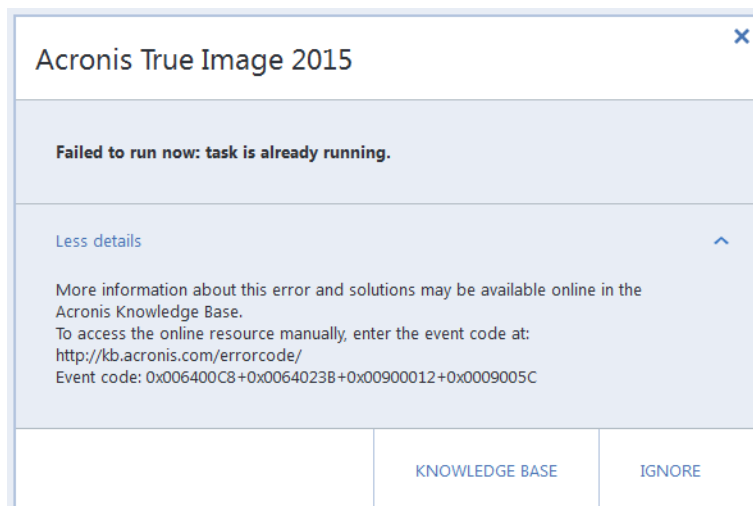 Acronis True Image 2015
Failed to run now: task is already running.
Less details
More information about this error and solutions may be available online in the
Acronis Knowledge Base.
To access the online resource manually, enter the event code at:
http://kb.acronis.com/errorcode/
Event code: 0x006400C8+0x0064023B+0x00900012+0x0009005C
KNOWLEDGE BASE
IGNORE